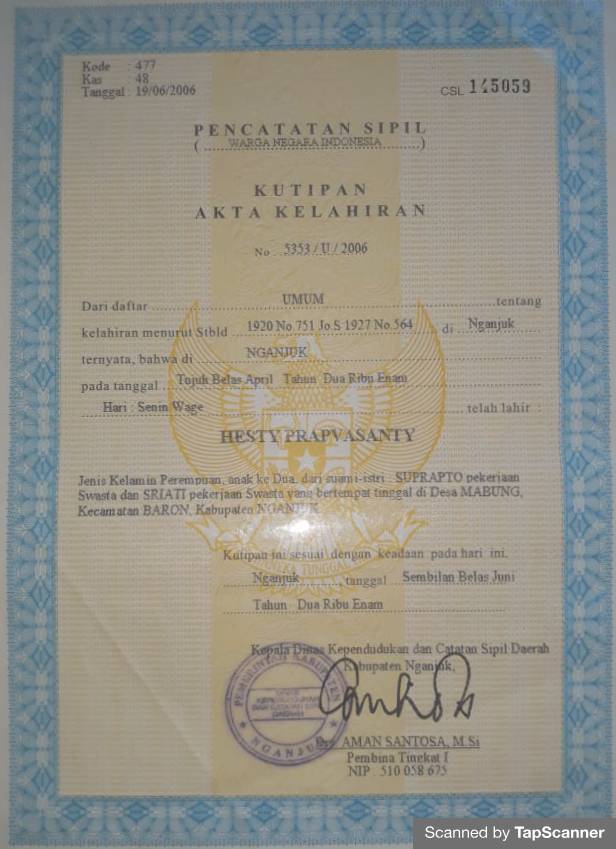 Kode : 477
Kas : 48
Tanggal : 19/06/2006
CSL 145059
PENCATATAN SIPIL
( WARGA NEGARA INDONESIA )
KUTIPAN
AKTA KELAHIRAN
No 5353 / U / 2006
Dari daftar UMUM tentang
kelahiran menurut Stbld 1920 No.751 Jo.S 1927 No.564 di Nganjuk
ternyata, bahwa di NGANJUK
pada tanggal Tujuh Belas April Tahun Dua Ribu Enam
Hari : Senin Wage telah lahir :
HESTY PRAPVASANTY
Jenis Kelamin Perempuan, anak ke Dua, dari suami-istri : SUPRAPTO pekerjaan
Swasta dan SRIATI pekerjaan Swasta yang bertempat tinggal di Desa MABUNG,
Kecamatan BARON, Kabupaten NGANJUK
Kutipan ini sesuai dengan keadaan pada hari ini.
Nganjuk, tanggal Sembilan Belas Juni
Tahun Dua Ribu Enam
Kepala Dinas Kependudukan dan Catatan Sipil Daerah
Kabupaten Nganjuk,
PEMERINTAH KABUPATEN
NGANJUK
AMAN SANTOSA, M.Si
Pembina Tingkat I
NIP : 510 058 675
Scanned by TapScanner